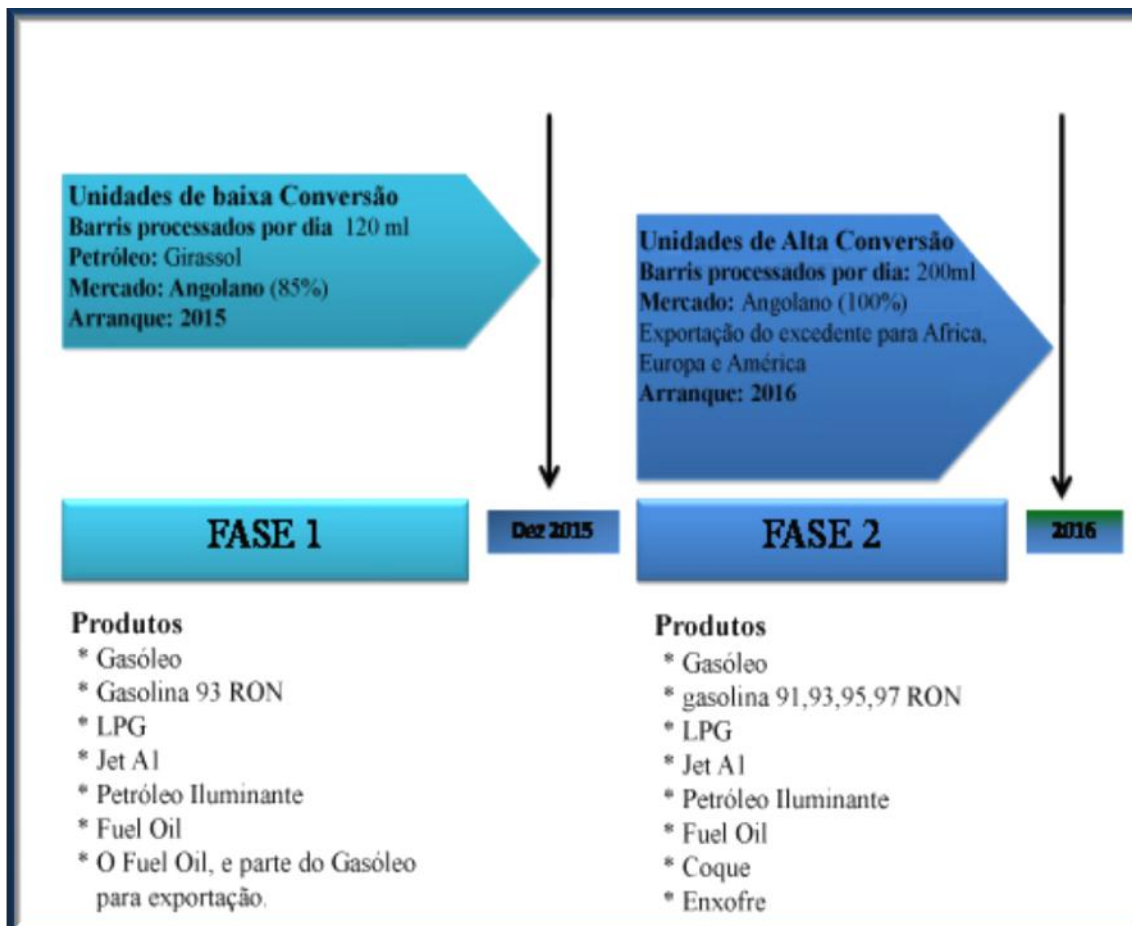 Unidades de baixa Conversão
Barris processados por dia 120 ml
Petróleo: Girassol
Mercado: Angolano (85%)
Arranque: 2015
Unidades de Alta Conversão
Barris processados por dia: 200ml
Mercado: Angolano (100%)
Exportação do excedente para Africa,
Europa e América
Arranque: 2016
FASE 1
Dez 2015
FASE 2
2016
Produtos
* Gasóleo
* Gasolina 93 RON
* LPG
* Jet A1
* Petróleo Iluminante
* Fuel Oil
* O Fuel Oil, e parte do Gasóleo
para exportação.
Produtos
* Gasóleo
* gasolina 91,93,95,97 RON
* LPG
* Jet A1
* Petróleo Iluminante
* Fuel Oil
* Coque
* Enxofre